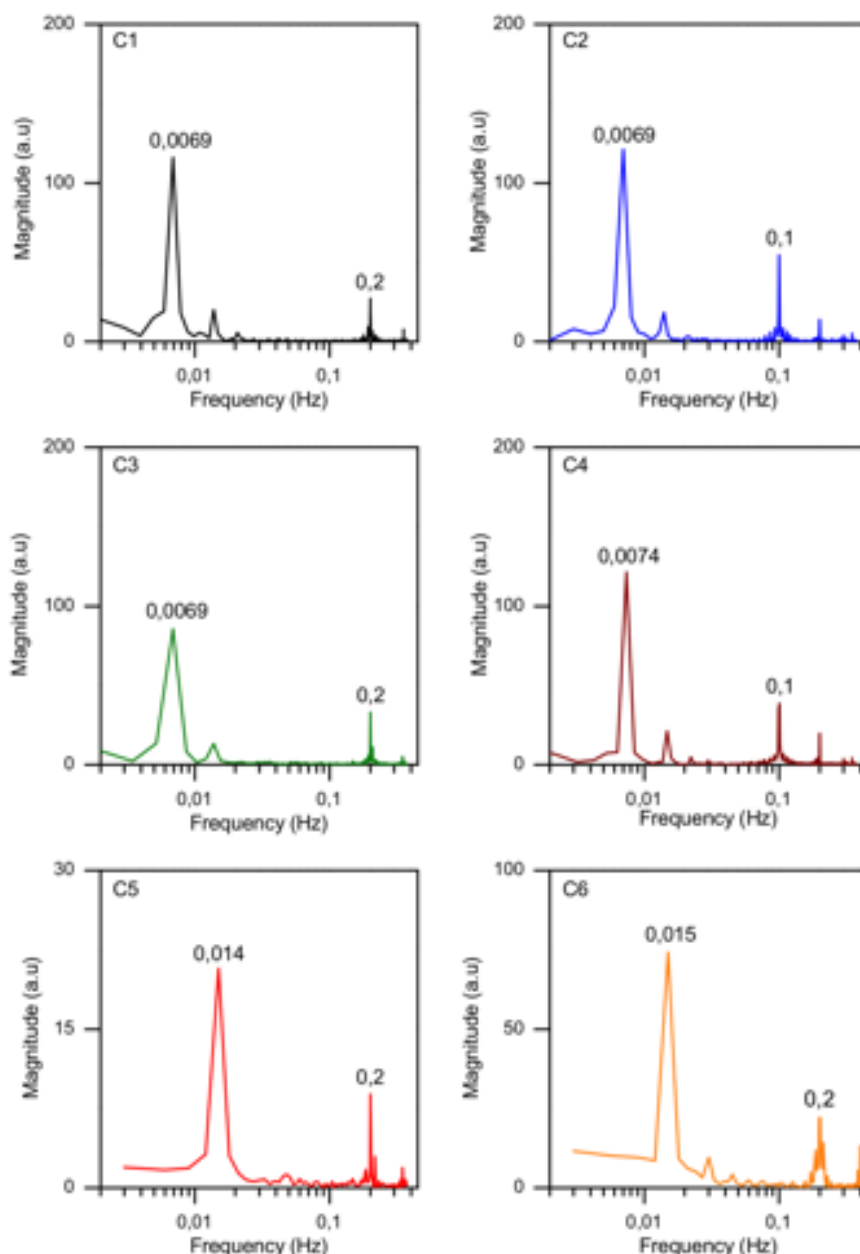 200
C1
0,0069
100
0,2
0
0,01
0,1
Magnitude (a.u)
Frequency (Hz)
200
C2
0,0069
100
0,1
0
0,01
0,1
Magnitude (a.u)
Frequency (Hz)
200
C3
0,0069
100
0,2
0
0,01
0,1
Magnitude (a.u)
Frequency (Hz)
200
C4
0,0074
100
0,1
0
0,01
0,1
Magnitude (a.u)
Frequency (Hz)
30
C5
0,014
15
0,2
0
0,01
0,1
Magnitude (a.u)
Frequency (Hz)
100
C6
0,015
50
0,2
0
0,01
0,1
Magnitude (a.u)
Frequency (Hz)